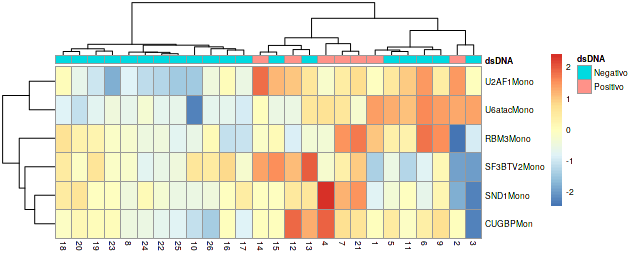 dsDNA
U2AF1Mono
U6atacMono
RBM3Mono
SF3BTV2Mono
SND1Mono
CUGBPMon
18 20 19 23 8 24 22 25 10 26 16 17 14 15 12 13 4 7 21 1 5 11 6 9 2 3
2
1
0
-1
-2
dsDNA
Negativo
Positivo